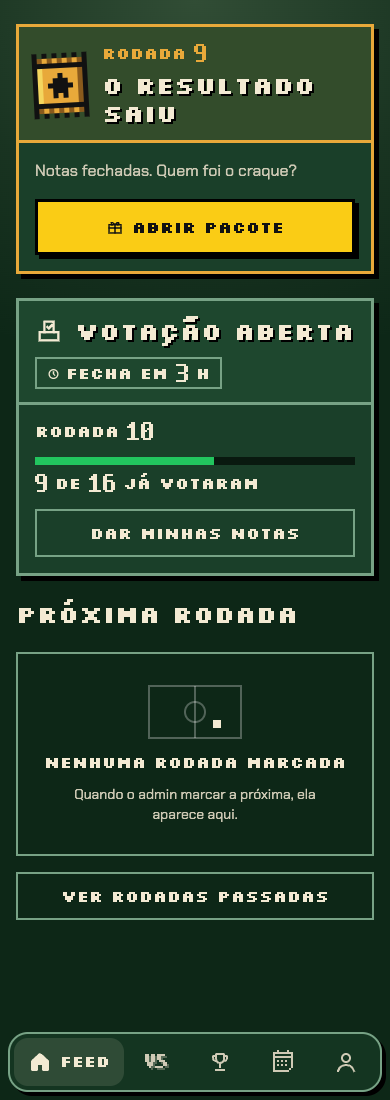 RODADA 9
O RESULTADO
SAIU
Notas fechadas. Quem foi o craque?
ABRIR PACOTE
VOTAÇÃO ABERTA
FECHA EM 3 H
RODADA 10
9 DE 16 JÁ VOTARAM
DAR MINHAS NOTAS
PRÓXIMA RODADA
NENHUMA RODADA MARCADA
Quando o admin marcar a próxima, ela
aparece aqui.
VER RODADAS PASSADAS
FEED
VS